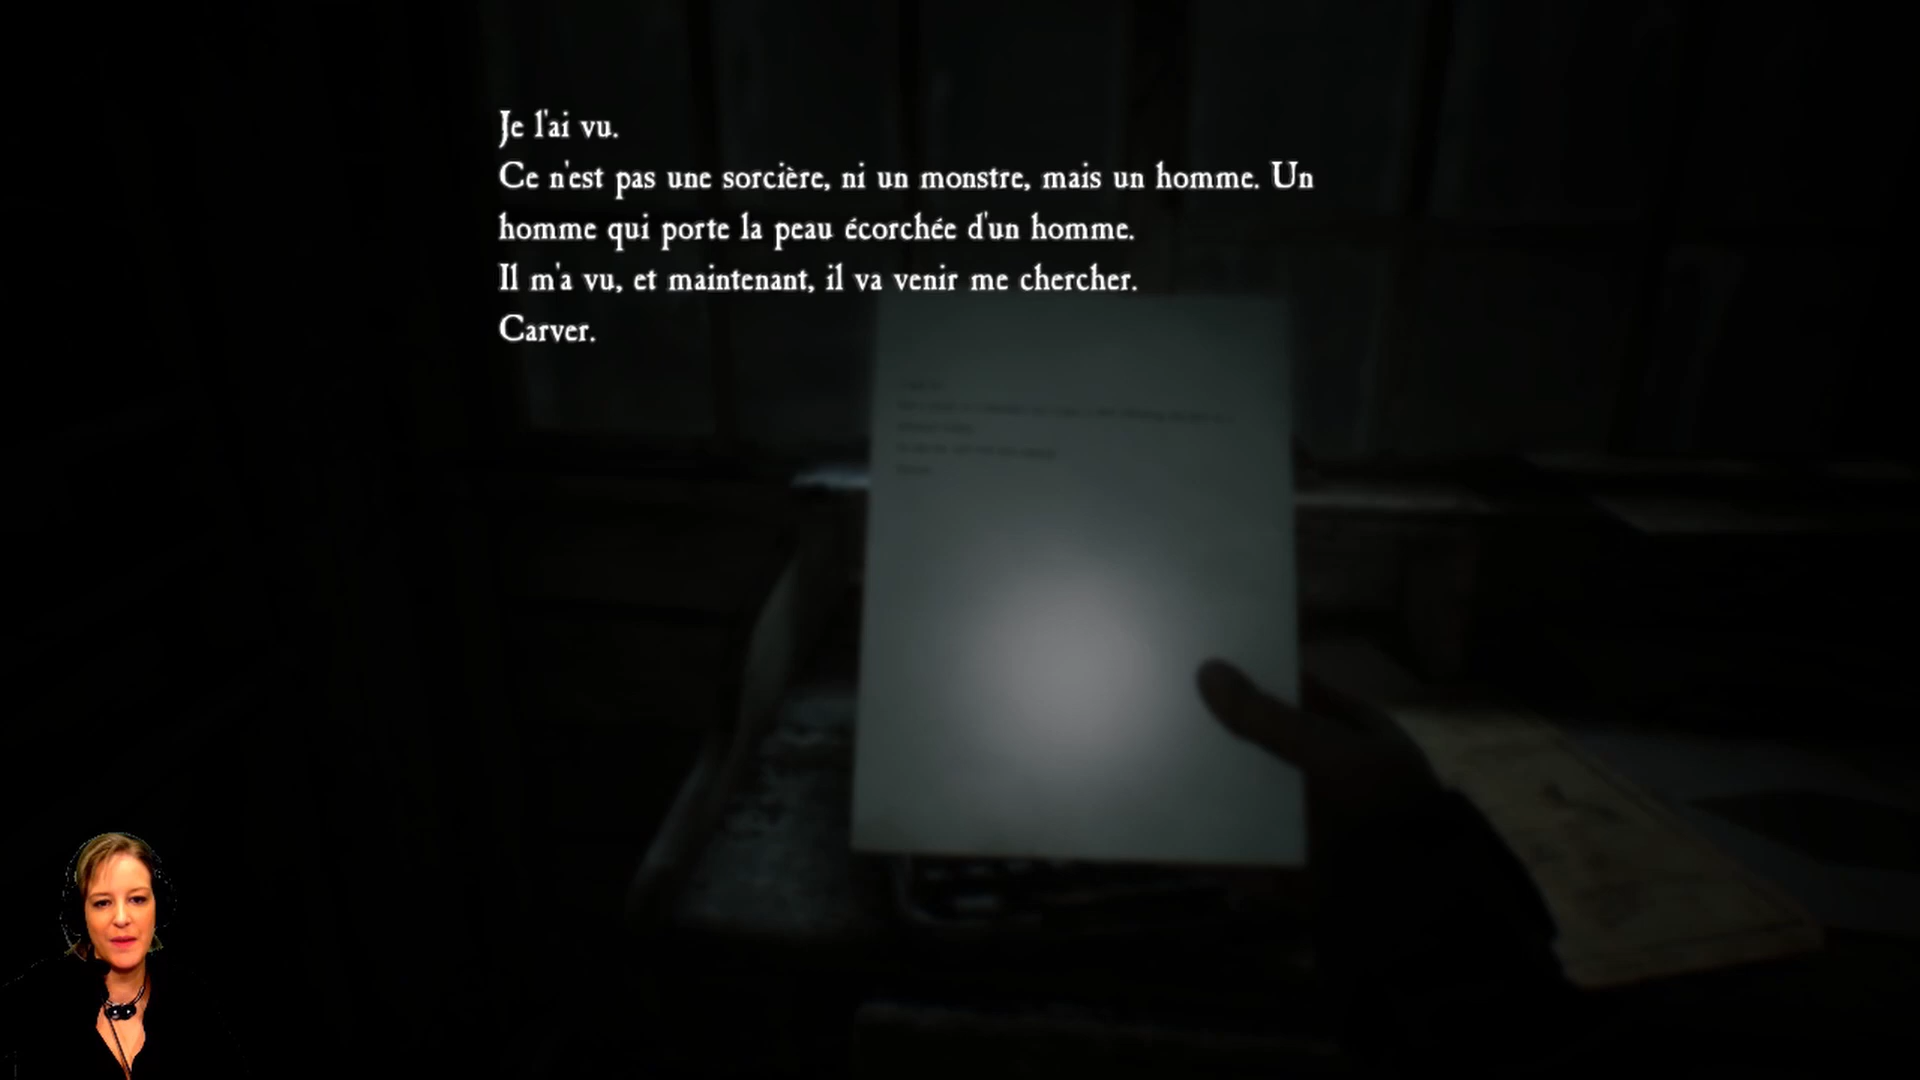 Je l'ai vu.
Ce n'est pas une sorcière, ni un monstre, mais un homme. Un
homme qui porte la peau écorchée d'un homme.
Il m'a vu, et maintenant, il va venir me chercher.
Carver.